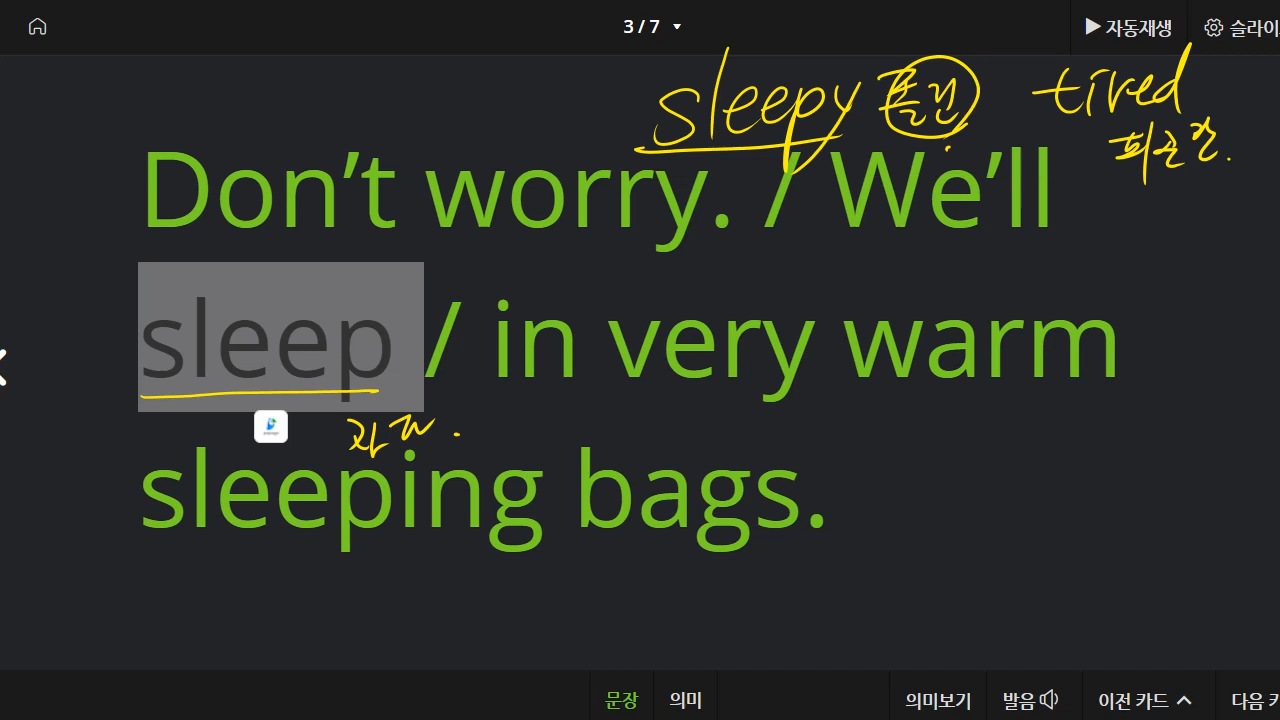 3 / 7
자동재생
슬라이
sleepy 졸린 tired
피곤한.
Don't worry. / We'll
sleep / in very warm
자고.
sleeping bags.
문장
의미
의미보기
발음
이전 카드
다음